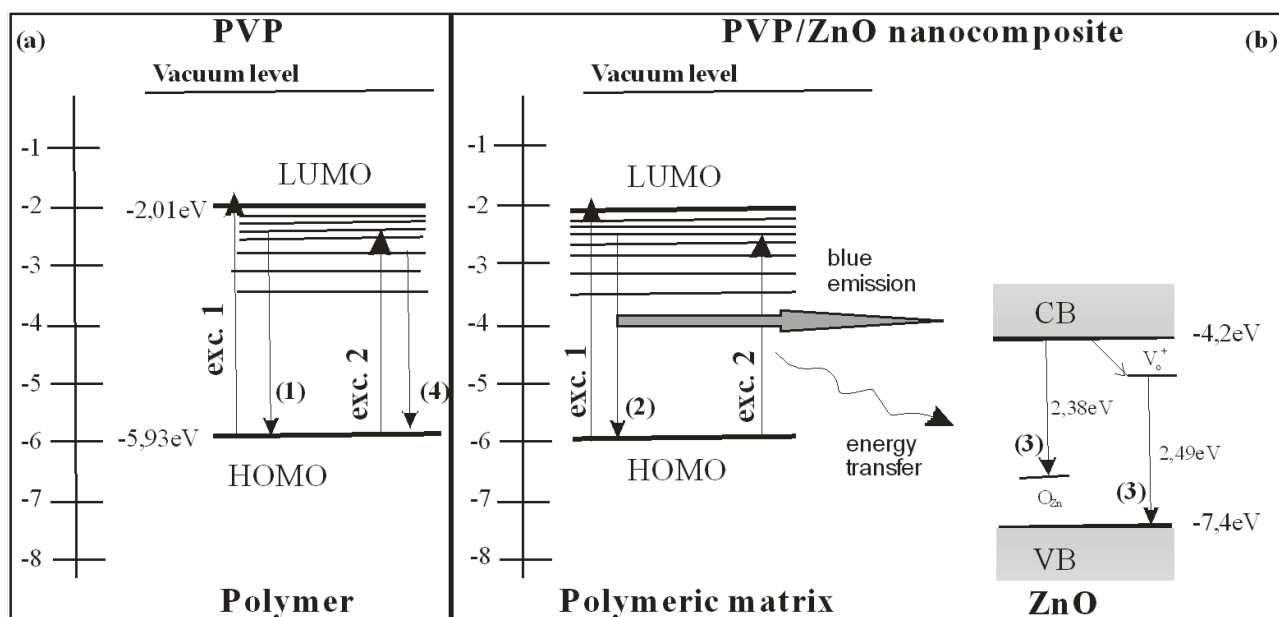 (a)
PVP
Vacuum level
-1
-2
-3
-4
-5
-6
-7
-8
LUMO
-2,01eV
exc. 1
(1)
exc. 2
(4)
-5,93eV
HOMO
Polymer
PVP/ZnO nanocomposite
(b)
Vacuum level
-1
-2
-3
-4
-5
-6
-7
-8
LUMO
exc. 1
(2)
exc. 2
HOMO
blue
emission
energy
transfer
Polymeric matrix
CB
-4,2eV
Vo+
2,38eV
(3)
2,49eV
OZn
(3)
-7,4eV
VB
ZnO